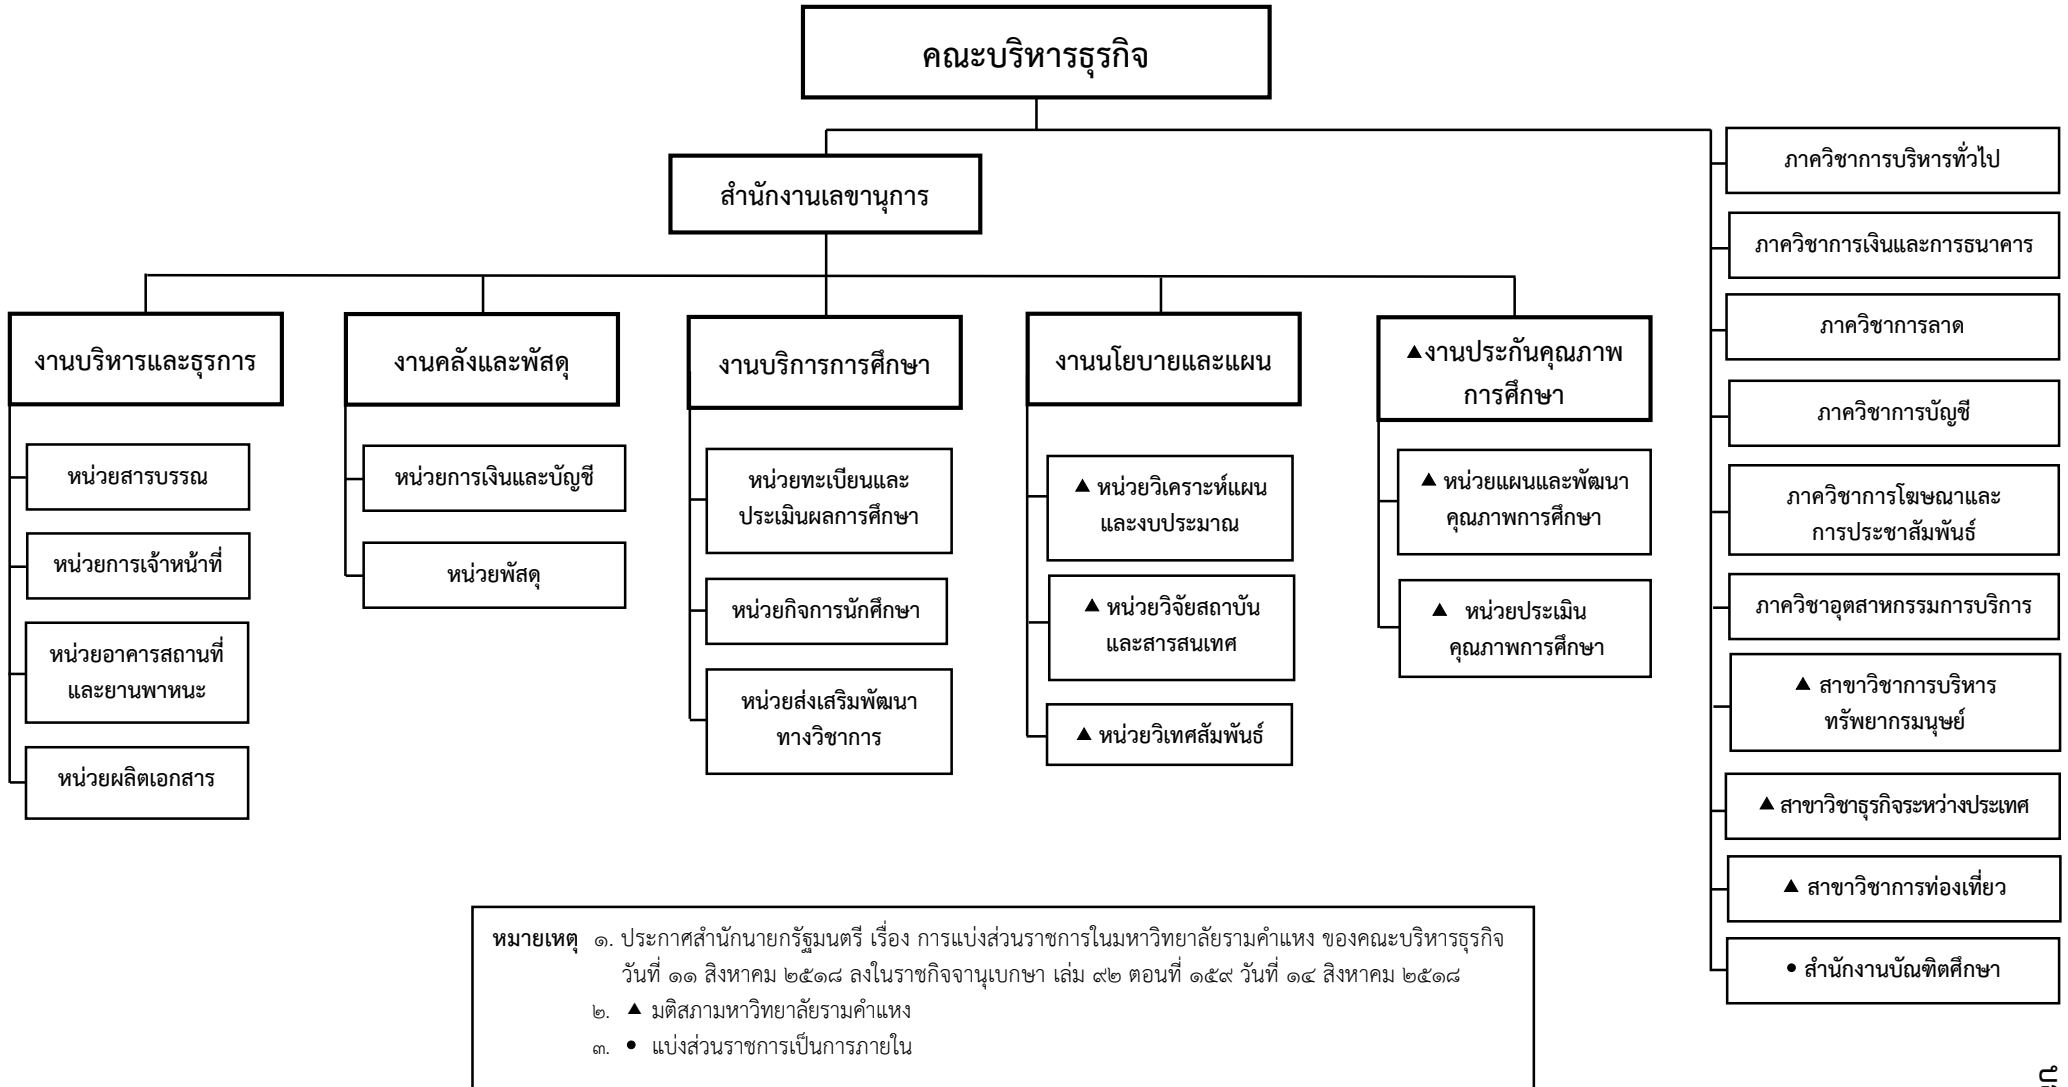 คณะบริหารธุรกิจ
สำนักงานเลขานุการ
งานบริหารและธุรการ
หน่วยสารบรรณ
หน่วยการเจ้าหน้าที่
หน่วยอาคารสถานที่
และยานพาหนะ
หน่วยผลิตเอกสาร
งานคลังและพัสดุ
หน่วยการเงินและบัญชี
หน่วยพัสดุ
งานบริการการศึกษา
หน่วยทะเบียนและ
ประเมินผลการศึกษา
หน่วยกิจการนักศึกษา
หน่วยส่งเสริมพัฒนา
ทางวิชาการ
งานนโยบายและแผน
▲ หน่วยวิเคราะห์แผน
และงบประมาณ
▲ หน่วยวิจัยสถาบัน
และสารสนเทศ
▲ หน่วยวิเทศสัมพันธ์
▲งานประกันคุณภาพ
การศึกษา
▲ หน่วยแผนและพัฒนา
คุณภาพการศึกษา
▲ หน่วยประเมิน
คุณภาพการศึกษา
ภาควิชาการบริหารทั่วไป
ภาควิชาการเงินและการธนาคาร
ภาควิชาการลาด
ภาควิชาการบัญชี
ภาควิชาการโฆษณาและ
การประชาสัมพันธ์
ภาควิชาอุตสาหกรรมการบริการ
▲ สาขาวิชาการบริหาร
ทรัพยากรมนุษย์
▲ สาขาวิชาธุรกิจระหว่างประเทศ
▲ สาขาวิชาการท่องเที่ยว
• สำนักงานบัณฑิตศึกษา
หมายเหตุ ๑. ประกาศสำนักนายกรัฐมนตรี เรื่อง การแบ่งส่วนราชการในมหาวิทยาลัยรามคำแหง ของคณะบริหารธุรกิจ
วันที่ ๑๑ สิงหาคม ๒๕๑๘ ลงในราชกิจจานุเบกษา เล่ม ๙๒ ตอนที่ ๑๕๙ วันที่ ๑๔ สิงหาคม ๒๕๑๘
๒. ▲ มติสภามหาวิทยาลัยรามคำแหง
๓. • แบ่งส่วนราชการเป็นการภายใน